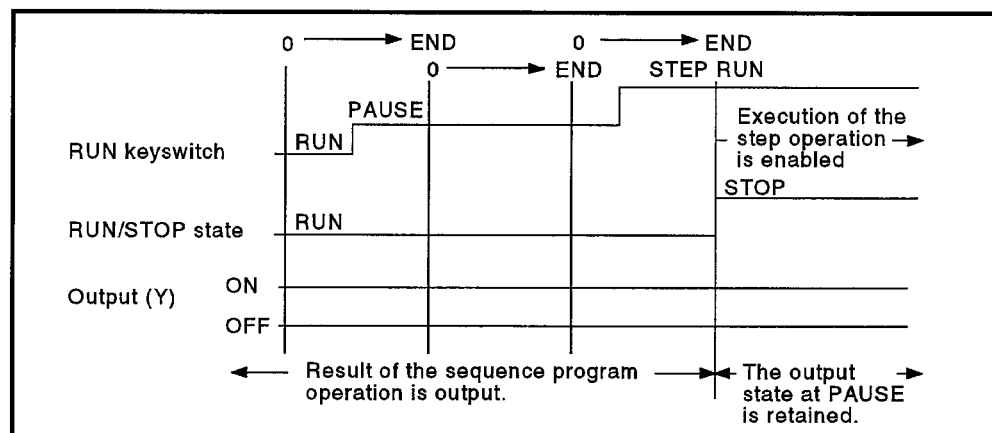 0 END 0 END
0 END STEP RUN
PAUSE
Execution of the
step operation
is enabled
RUN keyswitch RUN
STOP
RUN/STOP state RUN
Output (Y) ON
OFF
Result of the sequence program
operation is output.
The output
state at PAUSE
is retained.